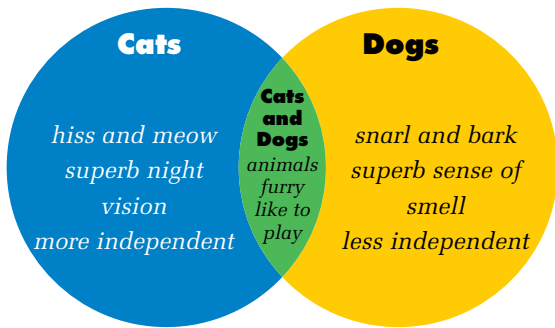 Cats
hiss and meow
superb night
vision
more independent
Cats
and
Dogs
animals
furry
like to
play
Dogs
snarl and bark
superb sense of
smell
less independent